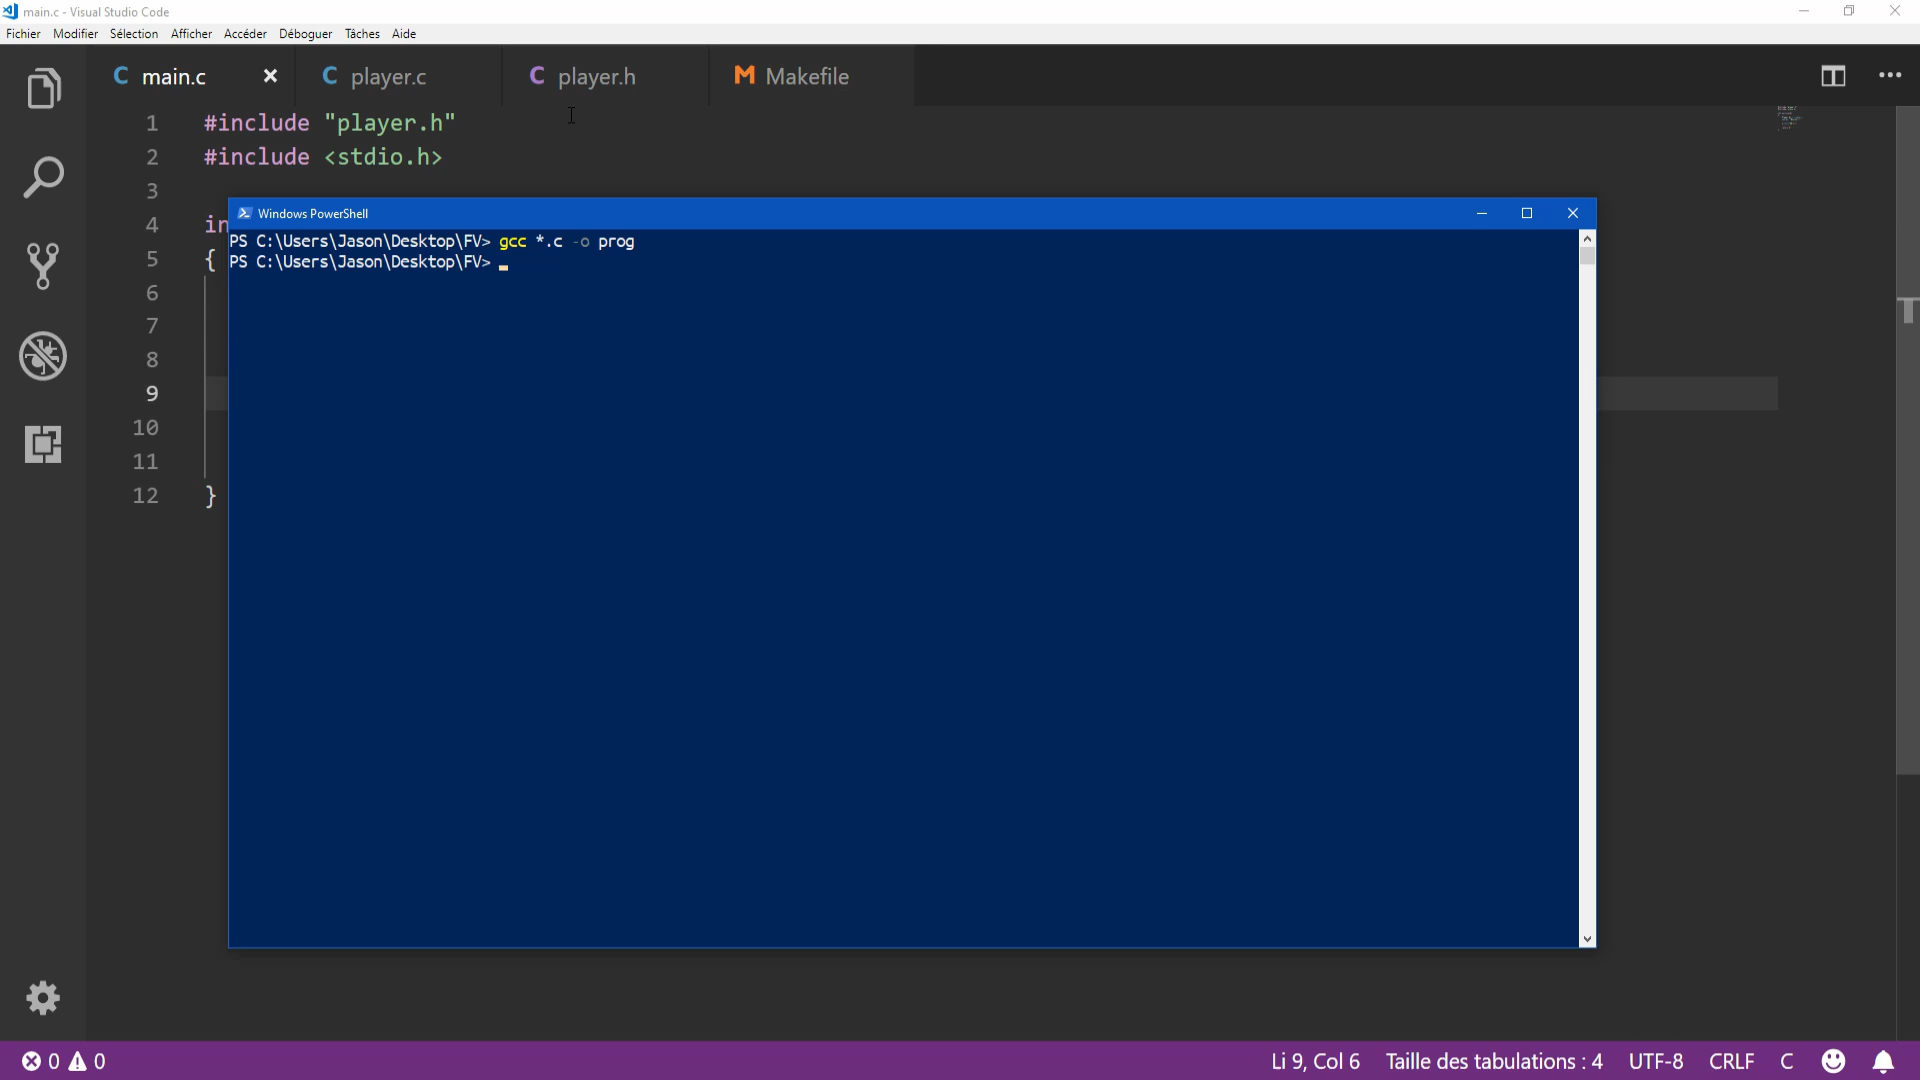 main.c - Visual Studio Code
Fichier Modifier Sélection Afficher Accéder Déboguer Tâches Aide
C main.c C player.c C player.h M Makefile
1 #include "player.h"
2 #include <stdio.h>
3
4 in
5 {
6
7
8
9
10
11
12 }
Windows PowerShell
PS C:\Users\Jason\Desktop\FV> gcc *.c -o prog
PS C:\Users\Jason\Desktop\FV>
0 0 Li 9, Col 6 Taille des tabulations : 4 UTF-8 CRLF C